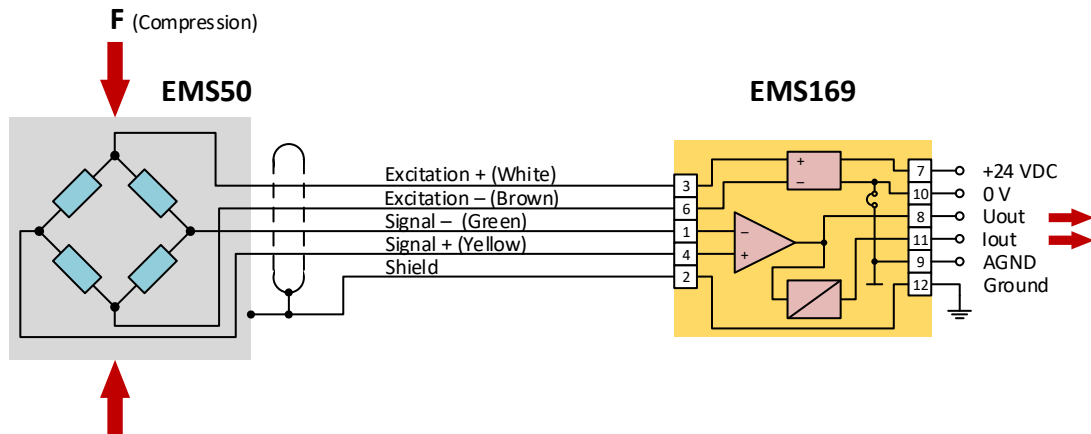 F (Compression)
EMS50
EMS169
Excitation + (White)
Excitation – (Brown)
Signal – (Green)
Signal + (Yellow)
Shield
3
6
1
4
2
+
–
–
+
7
10
8
11
9
12
+24 VDC
0 V
Uout
Iout
AGND
Ground